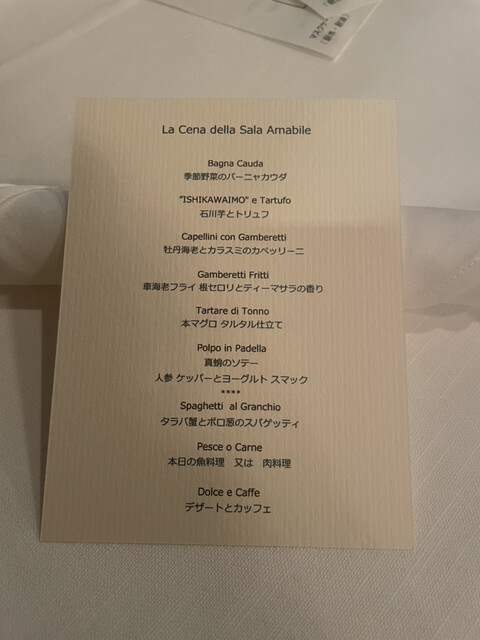 マスクケース
La Cena della Sala Amabile
Bagna Cauda
季節野菜のバーニャカウダ
"ISHIKAWAIMO" e Tartufo
石川芋とトリュフ
Capellini con Gamberetti
牡丹海老とカラスミのカペッリーニ
Gamberetti Fritti
車海老フライ 根セロリとティーマサラの香り
Tartare di Tonno
本マグロ タルタル仕立て
Polpo in Padella
真蛸のソテー
人参 ケッパーとヨーグルト スマック
****
Spaghetti al Granchio
タラバ蟹とポロ葱のスパゲッティ
Pesce o Carne
本日の魚料理 又は 肉料理
Dolce e Caffe
デザートとカッフェ